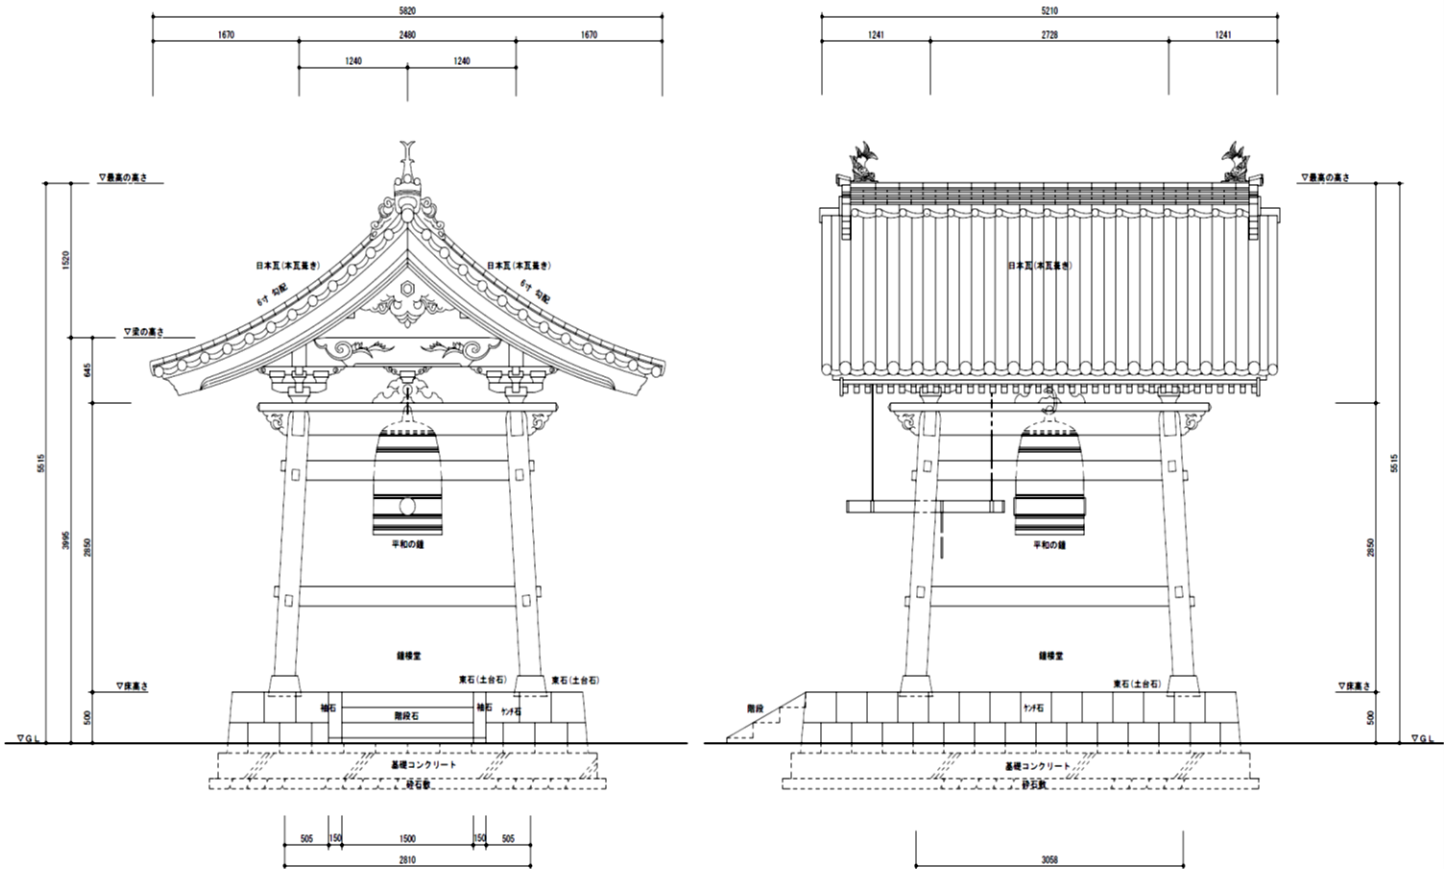 5820
1670
2480
1670
1240
1240
▽最高の高さ
1520
日本瓦(本瓦葺き)
日本瓦(本瓦葺き)
6寸 勾配
6寸 勾配
▽梁の高さ
645
5515
3995
2850
平和の鐘
鐘楼堂
▽床高さ
束石(土台石)
束石(土台石)
袖石
階段石
袖石
ケンチ石
500
▽GL
基礎コンクリート
砕石敷
505
150
1500
150
505
2810
5210
1241
2728
1241
▽最高の高さ
日本瓦(本瓦葺き)
5515
2850
平和の鐘
鐘楼堂
束石(土台石)
▽床高さ
階段
ケンチ石
500
▽GL
基礎コンクリート
砕石敷
3058